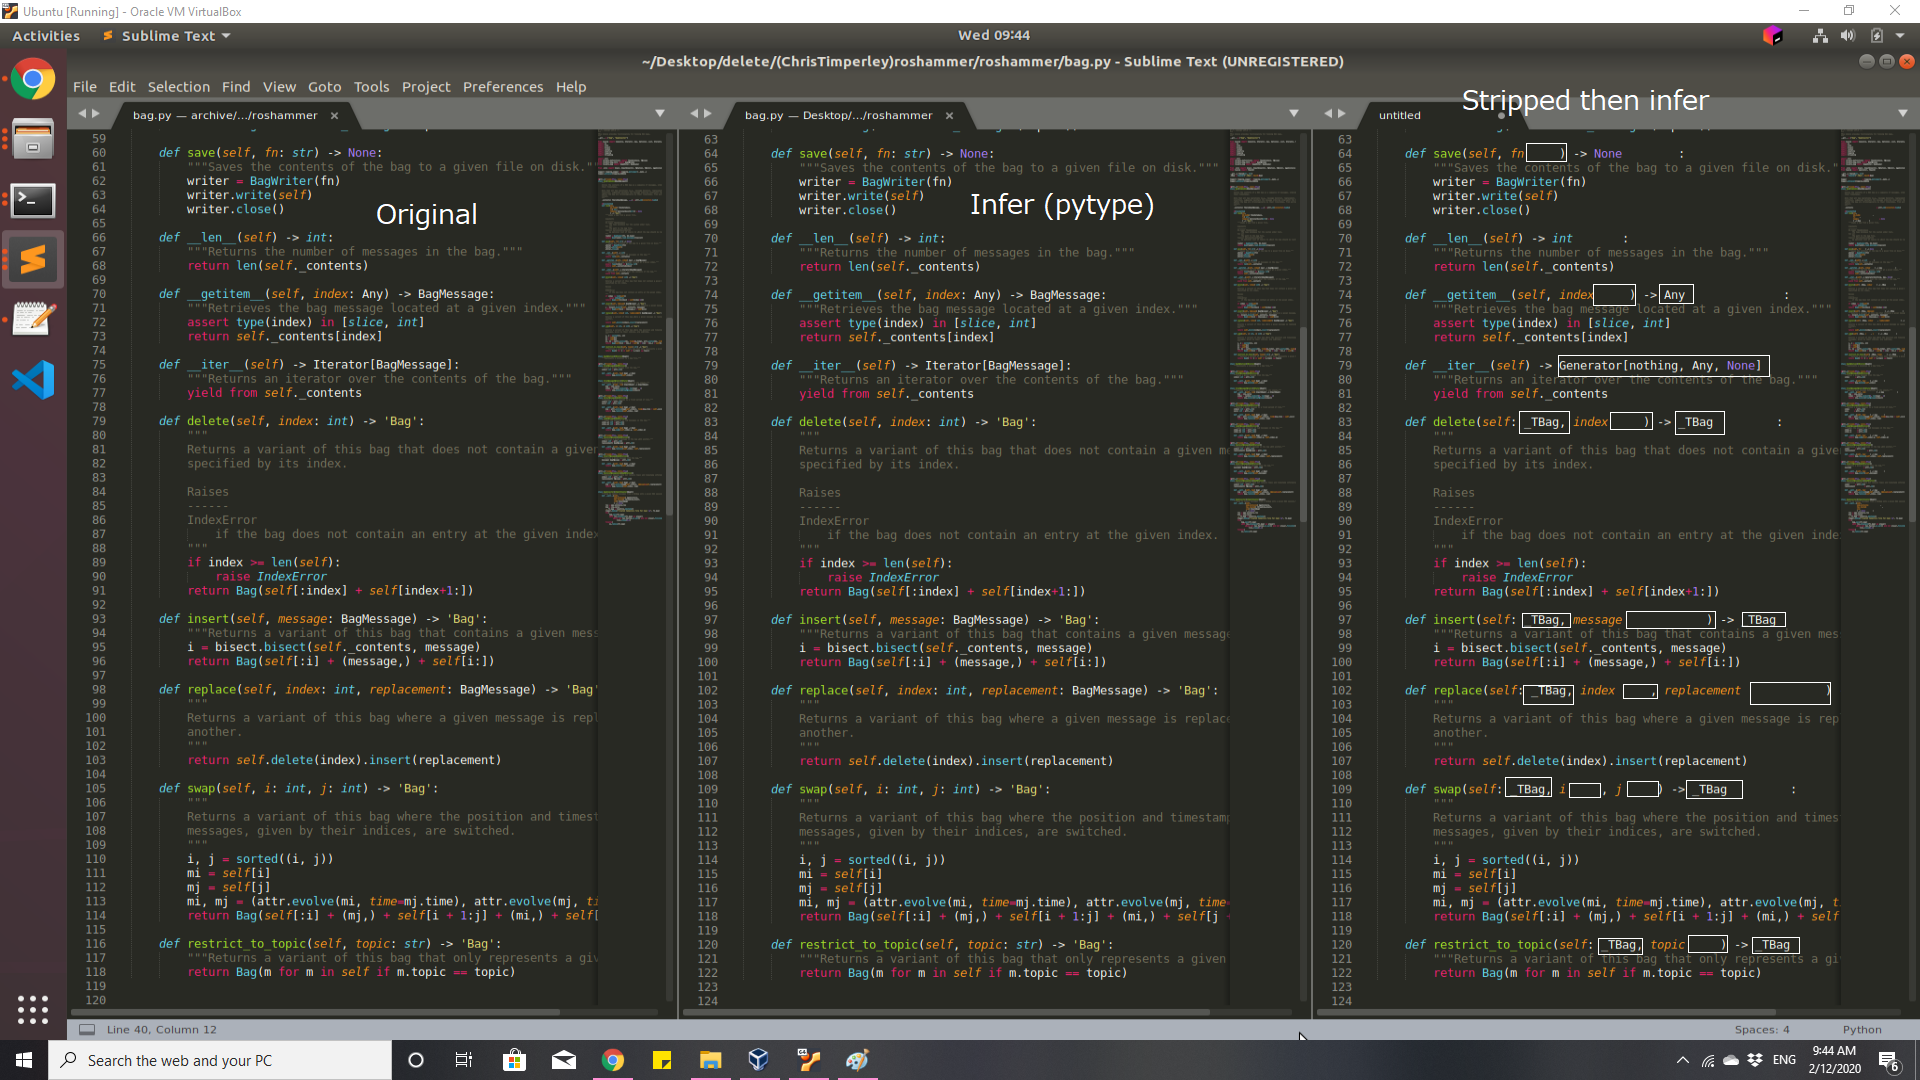 Ubuntu [Running] - Oracle VM VirtualBox
Activities
Sublime Text
Wed 09:44
~/Desktop/delete/(ChrisTimperley)roshammer/roshammer/bag.py - Sublime Text (UNREGISTERED)
File Edit Selection Find View Goto Tools Project Preferences Help
bag.py — archive/.../roshammer
59
60 def save(self, fn: str) -> None:
61 """Saves the contents of the bag to a given file on disk."
62 writer = BagWriter(fn)
63 writer.write(self)
64 writer.close()
Original
65
66 def __len__(self) -> int:
67 """Returns the number of messages in the bag."""
68 return len(self._contents)
69
70 def __getitem__(self, index: Any) -> BagMessage:
71 """Retrieves the bag message located at a given index."""
72 assert type(index) in [slice, int]
73 return self._contents[index]
74
75 def __iter__(self) -> Iterator[BagMessage]:
76 """Returns an iterator over the contents of the bag."""
77 yield from self._contents
78
79 def delete(self, index: int) -> 'Bag':
80 """
81 Returns a variant of this bag that does not contain a give
82 specified by its index.
83
84 Raises
85 ------
86 IndexError
87 if the bag does not contain an entry at the given inde
88 """
89 if index >= len(self):
90 raise IndexError
91 return Bag(self[:index] + self[index+1:])
92
93 def insert(self, message: BagMessage) -> 'Bag':
94 """Returns a variant of this bag that contains a given mes
95 i = bisect.bisect(self._contents, message)
96 return Bag(self[:i] + (message,) + self[i:])
97
98 def replace(self, index: int, replacement: BagMessage) -> 'Bag'
99 """
100 Returns a variant of this bag where a given message is repl
101 another.
102 """
103 return self.delete(index).insert(replacement)
104
105 def swap(self, i: int, j: int) -> 'Bag':
106 """
107 Returns a variant of this bag where the position and times
108 messages, given by their indices, are switched.
109 """
110 i, j = sorted((i, j))
111 mi = self[i]
112 mj = self[j]
113 mi, mj = (attr.evolve(mi, time=mj.time), attr.evolve(mj, ti
114 return Bag(self[:i] + (mj,) + self[i + 1:j] + (mi,) + self[
115
116 def restrict_to_topic(self, topic: str) -> 'Bag':
117 """Returns a variant of this bag that only represents a giv
118 return Bag(m for m in self if m.topic == topic)
119
120
bag.py — Desktop/.../roshammer
63
64 def save(self, fn: str) -> None:
65 """Saves the contents of the bag to a given file on disk."""
66 writer = BagWriter(fn)
67 writer.write(self)
68 writer.close()
Infer (pytype)
69
70 def __len__(self) -> int:
71 """Returns the number of messages in the bag."""
72 return len(self._contents)
73
74 def __getitem__(self, index: Any) -> BagMessage:
75 """Retrieves the bag message located at a given index."""
76 assert type(index) in [slice, int]
77 return self._contents[index]
78
79 def __iter__(self) -> Iterator[BagMessage]:
80 """Returns an iterator over the contents of the bag."""
81 yield from self._contents
82
83 def delete(self, index: int) -> 'Bag':
84 """
85 Returns a variant of this bag that does not contain a given m
86 specified by its index.
87
88 Raises
89 ------
90 IndexError
91 if the bag does not contain an entry at the given index.
92 """
93 if index >= len(self):
94 raise IndexError
95 return Bag(self[:index] + self[index+1:])
96
97 def insert(self, message: BagMessage) -> 'Bag':
98 """Returns a variant of this bag that contains a given message
99 i = bisect.bisect(self._contents, message)
100 return Bag(self[:i] + (message,) + self[i:])
101
102 def replace(self, index: int, replacement: BagMessage) -> 'Bag':
103 """
104 Returns a variant of this bag where a given message is replace
105 another.
106 """
107 return self.delete(index).insert(replacement)
108
109 def swap(self, i: int, j: int) -> 'Bag':
110 """
111 Returns a variant of this bag where the position and timestamp
112 messages, given by their indices, are switched.
113 """
114 i, j = sorted((i, j))
115 mi = self[i]
116 mj = self[j]
117 mi, mj = (attr.evolve(mi, time=mj.time), attr.evolve(mj, time
118 return Bag(self[:i] + (mj,) + self[i + 1:j] + (mi,) + self[j +
119
120 def restrict_to_topic(self, topic: str) -> 'Bag':
121 """Returns a variant of this bag that only represents a given
122 return Bag(m for m in self if m.topic == topic)
123
124
Stripped then infer
untitled
63
64 def save(self, fn ) -> None :
65 """Saves the contents of the bag to a given file on disk."
66 writer = BagWriter(fn)
67 writer.write(self)
68 writer.close()
69
70 def __len__(self) -> int :
71 """Returns the number of messages in the bag."""
72 return len(self._contents)
73
74 def __getitem__(self, index ) -> Any :
75 """Retrieves the bag message located at a given index."""
76 assert type(index) in [slice, int]
77 return self._contents[index]
78
79 def __iter__(self) -> Generator[nothing, Any, None]
80 """Returns an iterator over the contents of the bag."""
81 yield from self._contents
82
83 def delete(self: _TBag, index ) -> _TBag :
84 """
85 Returns a variant of this bag that does not contain a give
86 specified by its index.
87
88 Raises
89 ------
90 IndexError
91 if the bag does not contain an entry at the given inde
92 """
93 if index >= len(self):
94 raise IndexError
95 return Bag(self[:index] + self[index+1:])
96
97 def insert(self: _TBag, message ) -> TBag
98 """Returns a variant of this bag that contains a given mes
99 i = bisect.bisect(self._contents, message)
100 return Bag(self[:i] + (message,) + self[i:])
101
102 def replace(self: _TBag, index , replacement )
103 """
104 Returns a variant of this bag where a given message is rep
105 another.
106 """
107 return self.delete(index).insert(replacement)
108
109 def swap(self: _TBag, i , j ) -> _TBag :
110 """
111 Returns a variant of this bag where the position and times
112 messages, given by their indices, are switched.
113 """
114 i, j = sorted((i, j))
115 mi = self[i]
116 mj = self[j]
117 mi, mj = (attr.evolve(mi, time=mj.time), attr.evolve(mj, t
118 return Bag(self[:i] + (mj,) + self[i + 1:j] + (mi,) + self
119
120 def restrict_to_topic(self: _TBag, topic ) -> _TBag
121 """Returns a variant of this bag that only represents a gi
122 return Bag(m for m in self if m.topic == topic)
123
124
Line 40, Column 12
Spaces: 4
Python
Search the web and your PC
ENG
9:44 AM
2/12/2020
6